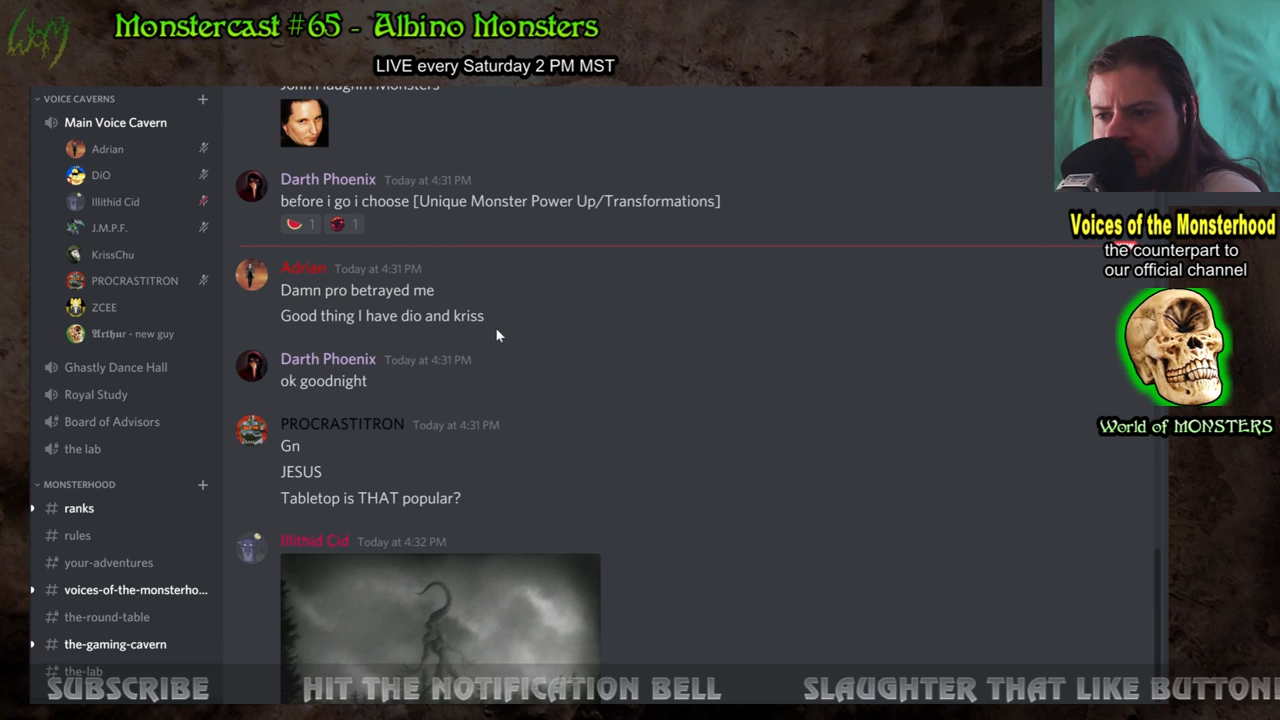 Monstercast #65 - Albino Monsters
LIVE every Saturday 2 PM MST
VOICE CAVERNS
Main Voice Cavern
Adrian
DiO
Illithid Cid
J.M.P.F.
KrissChu
PROCRASTITRON
ZCEE
𝕬𝖗𝖙𝖍𝖚𝖗 - new guy
Ghastly Dance Hall
Royal Study
Board of Advisors
the lab
MONSTERHOOD
# ranks
# rules
# your-adventures
# voices-of-the-monsterho...
# the-round-table
# the-gaming-cavern
# the-lab
Monsters
Darth Phoenix Today at 4:31 PM
before i go i choose [Unique Monster Power Up/Transformations]
1 1
Adrian Today at 4:31 PM
Damn pro betrayed me
Good thing I have dio and kriss
Darth Phoenix Today at 4:31 PM
ok goodnight
PROCRASTITRON Today at 4:31 PM
Gn
JESUS
Tabletop is THAT popular?
Illithid Cid Today at 4:32 PM
Voices of the Monsterhood
the counterpart to
our official channel
World of MONSTERS
SUBSCRIBE HIT THE NOTIFICATION BELL SLAUGHTER THAT LIKE BUTTON